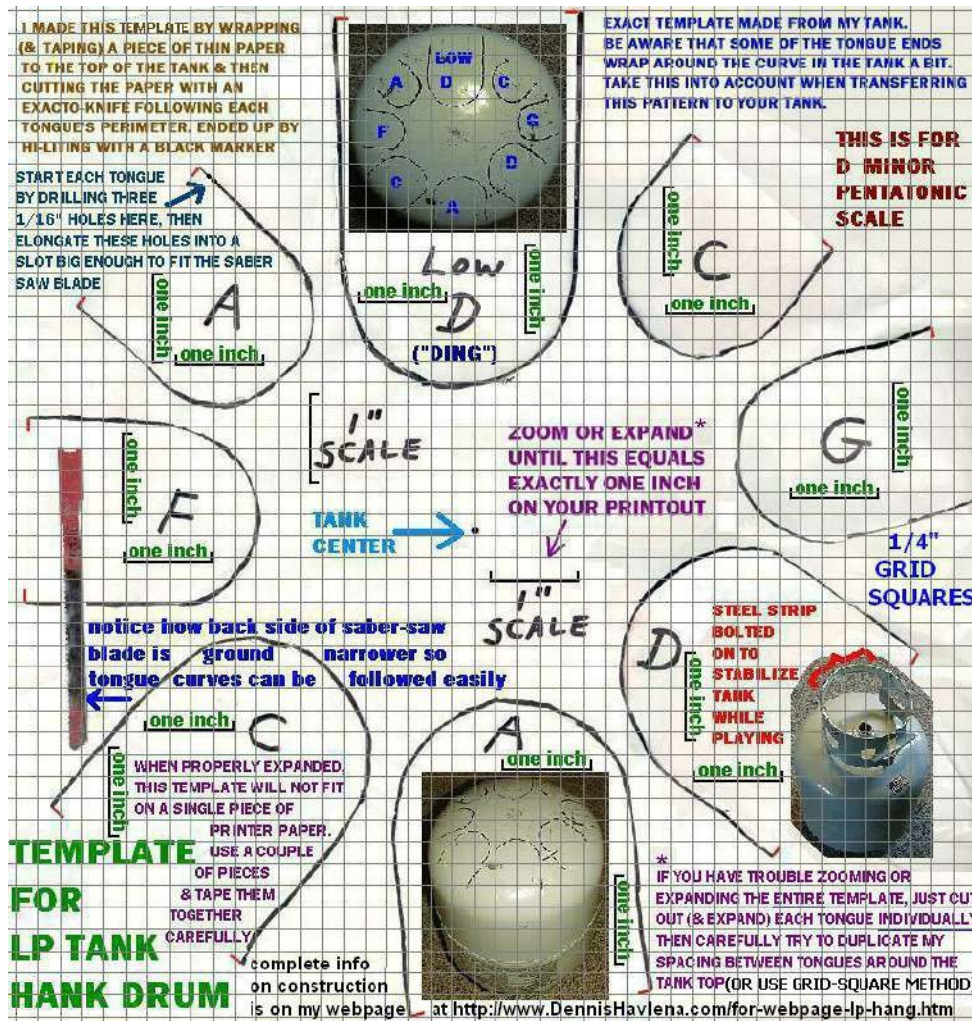 I MADE THIS TEMPLATE BY WRAPPING
(& TAPING) A PIECE OF THIN PAPER
TO THE TOP OF THE TANK & THEN
CUTTING THE PAPER WITH AN
EXACTO-KNIFE FOLLOWING EACH
TONGUE'S PERIMETER. ENDED UP BY
HI-LITING WITH A BLACK MARKER
EXACT TEMPLATE MADE FROM MY TANK.
BE AWARE THAT SOME OF THE TONGUE ENDS
WRAP AROUND THE CURVE IN THE TANK A BIT.
TAKE THIS INTO ACCOUNT WHEN TRANSFERRING
THIS PATTERN TO YOUR TANK.
LOW
D
A
C
F
G
C
D
A
THIS IS FOR
D MINOR
PENTATONIC
SCALE
START EACH TONGUE
BY DRILLING THREE
1/16" HOLES HERE, THEN
ELONGATE THESE HOLES INTO A
SLOT BIG ENOUGH TO FIT THE SABER
SAW BLADE
A
one inch
one inch
LOW
D
("DING")
one inch
one inch
C
one inch
one inch
1"
SCALE
ZOOM OR EXPAND*
UNTIL THIS EQUALS
EXACTLY ONE INCH
ON YOUR PRINTOUT
G
one inch
one inch
F
one inch
one inch
TANK
CENTER
1"
SCALE
1/4"
GRID
SQUARES
notice how back side of saber-saw
blade is ground narrower so
tongue curves can be followed easily
D
one inch
one inch
STEEL STRIP
BOLTED
ON TO
STABILIZE
TANK
WHILE
PLAYING
C
one inch
one inch
A
one inch
one inch
WHEN PROPERLY EXPANDED,
THIS TEMPLATE WILL NOT FIT
ON A SINGLE PIECE OF
PRINTER PAPER.
USE A COUPLE
OF PIECES
& TAPE THEM
TOGETHER
CAREFULLY
TEMPLATE
FOR
LP TANK
HANK DRUM
*
IF YOU HAVE TROUBLE ZOOMING OR
EXPANDING THE ENTIRE TEMPLATE, JUST CUT
OUT (& EXPAND) EACH TONGUE INDIVIDUALLY
THEN CAREFULLY TRY TO DUPLICATE MY
SPACING BETWEEN TONGUES AROUND THE
TANK TOP (OR USE GRID-SQUARE METHOD)
complete info
on construction
is on my webpage at http://www.DennisHavlena.com/for-webpage-lp-hang.htm